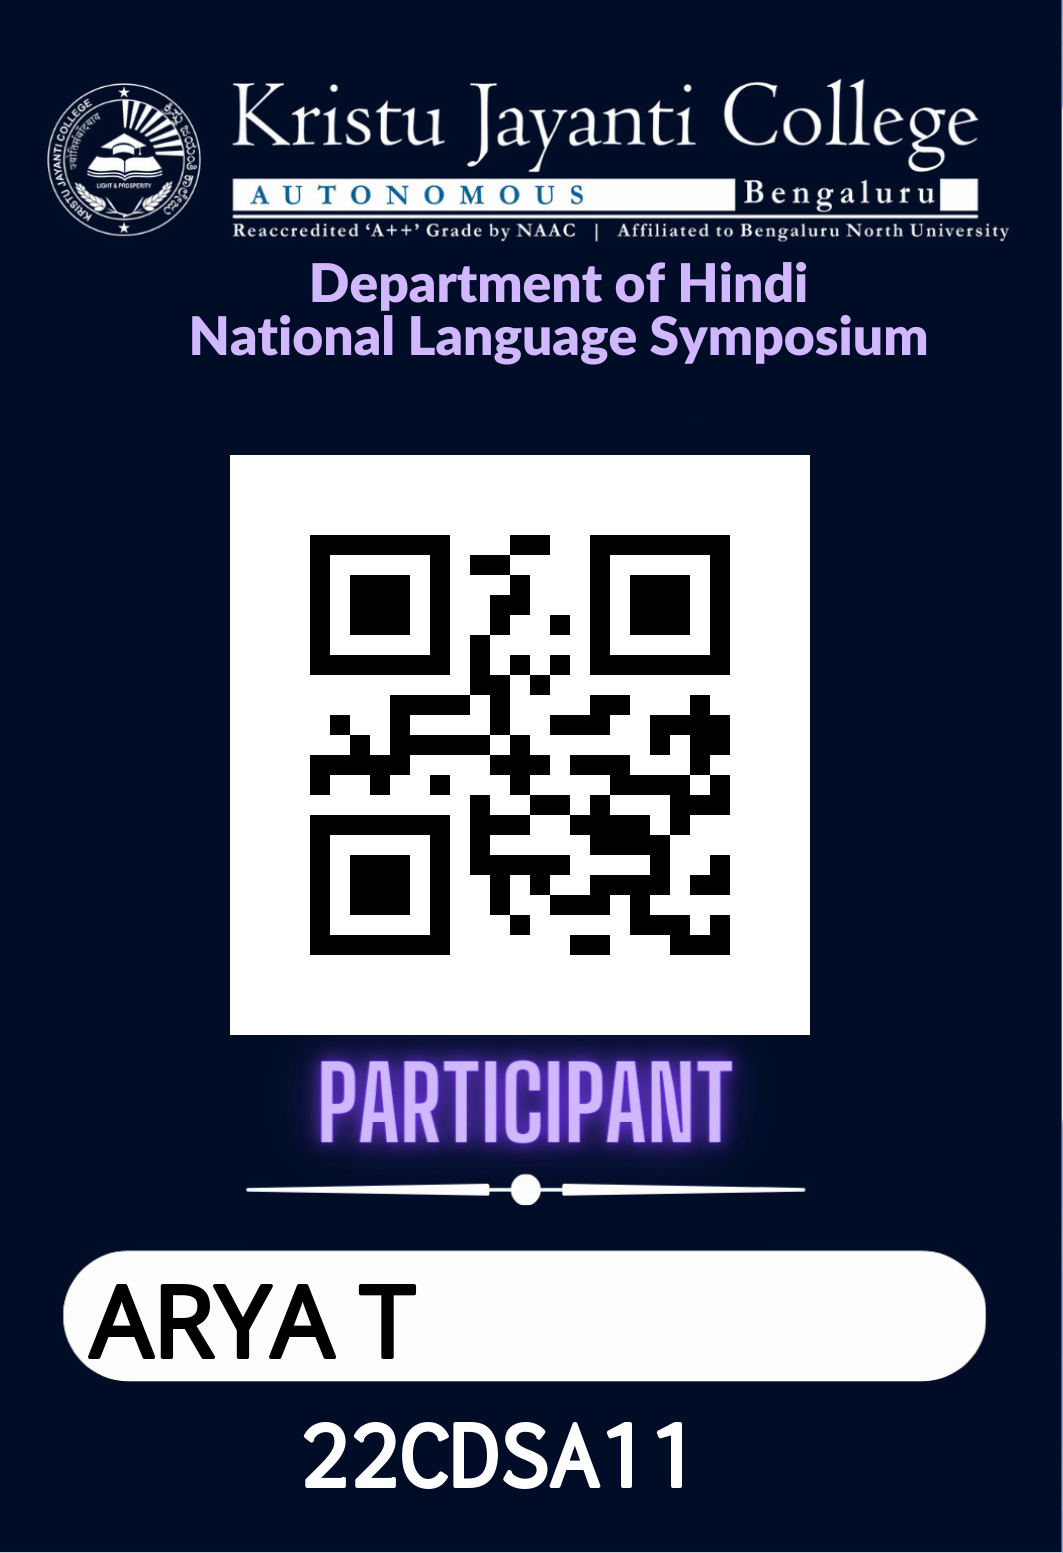 Kristu Jayanti College
AUTONOMOUS Bengaluru
Reaccredited ‘A++’ Grade by NAAC | Affiliated to Bengaluru North University
KRISTU JAYANTI COLLEGE
LIGHT & PROSPERITY
Department of Hindi
National Language Symposium
PARTICIPANT
ARYA T
22CDSA11